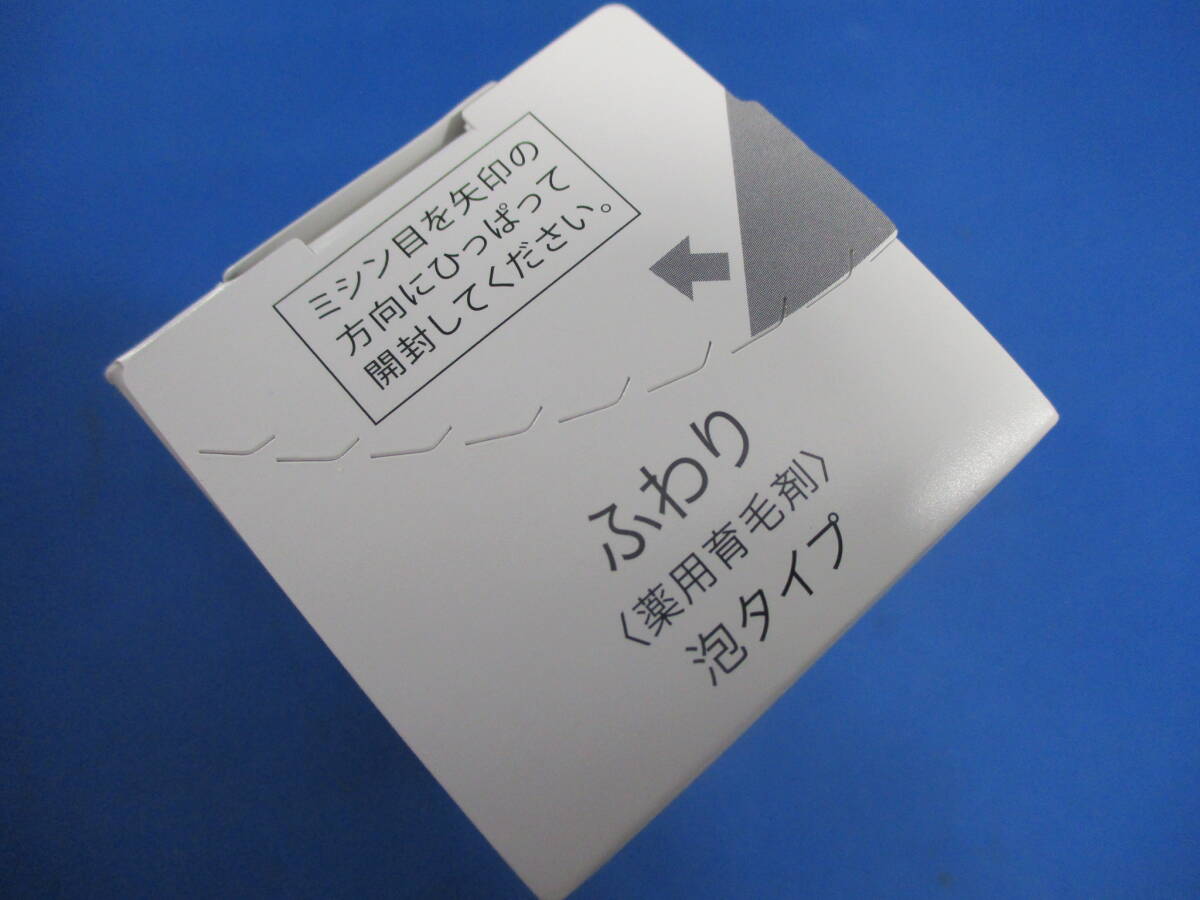 ミシン目を矢印の
方向にひっぱって
開封してください。
ふわり
〈薬用育毛剤〉
泡タイプ